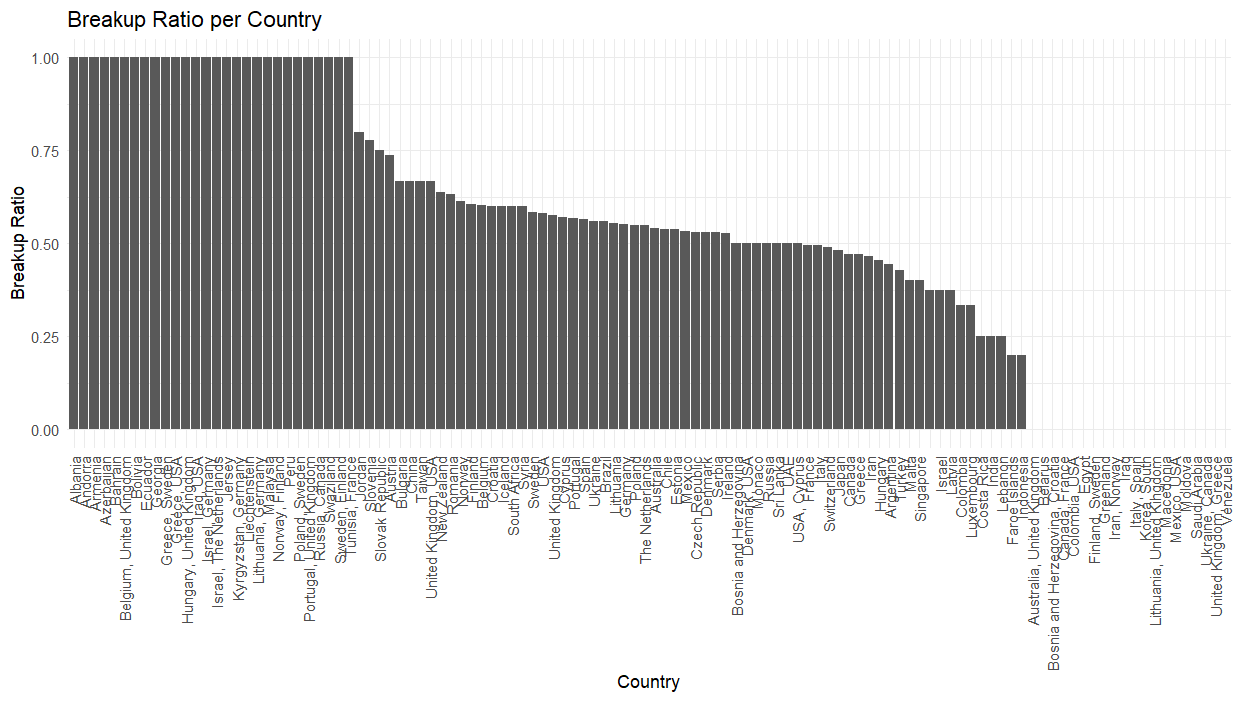 Breakup Ratio per Country
1.00
0.75
0.50
0.25
0.00
Breakup Ratio
Albania
Andorra
Armenia
Azerbaijan
Bahrain
Belgium, United Kingdom
Bolivia
Ecuador
Georgia
Greece, Sweden
Greece, USA
Hungary, United Kingdom
Iran, USA
Israel, Germany
Israel, The Netherlands
Jersey
Kyrgyzstan, Germany
Liechtenstein
Lithuania, Germany
Malaysia
Norway, Finland
Peru
Poland, Sweden
Portugal, United Kingdom
Russia, Canada
Swaziland
Sweden, Finland
Tunisia, France
Jordan
Slovenia
Slovak Republic
Austria
Bulgaria
China
Taiwan
United Kingdom, USA
New Zealand
Romania
Norway
Finland
Belgium
Croatia
Iceland
South Africa
Syria
Sweden
USA
United Kingdom
Cyprus
Portugal
Spain
Ukraine
Brazil
Lithuania
Germany
Poland
The Netherlands
Australia
Chile
Estonia
Mexico
Czech Republic
Denmark
Serbia
Ireland
Bosnia and Herzegovina
Denmark, USA
Monaco
Russia
Sri Lanka
UAE
USA, Cyprus
France
Italy
Switzerland
Japan
Canada
Greece
Iran
Hungary
Argentina
Turkey
Malta
Singapore
Israel
Latvia
Colombia
Luxembourg
Costa Rica
India
Lebanon
Faroe Islands
Indonesia
Australia, United Kingdom
Belarus
Bosnia and Herzegovina, Croatia
Canada, France
Colombia, USA
Egypt
Finland, Sweden
Greenland
Iran, Norway
Iraq
Italy, Spain
Korea, South
Lithuania, United Kingdom
Macedonia
Mexico, USA
Moldova
Saudi Arabia
Ukraine, Canada
United Kingdom, Greece
Venezuela
Country